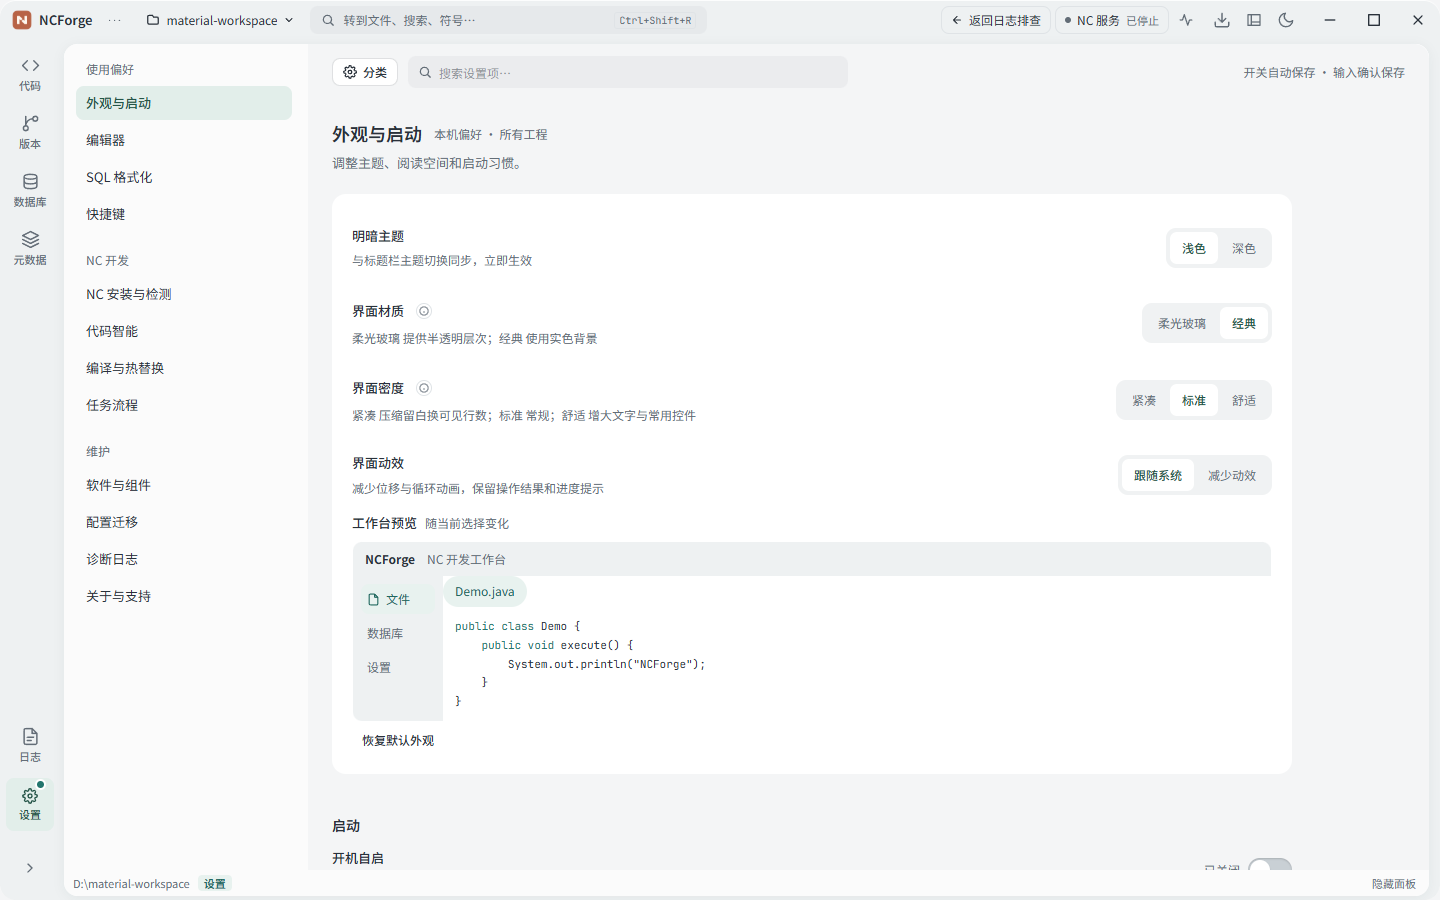 NCForge ··· material-workspace 转到文件、搜索、符号··· Ctrl+Shift+R 返回日志排查 NC 服务 已停止
代码
版本
数据库
元数据
日志
设置
使用偏好
外观与启动
编辑器
SQL 格式化
快捷键
NC 开发
NC 安装与检测
代码智能
编译与热替换
任务流程
维护
软件与组件
配置迁移
诊断日志
关于与支持
分类 搜索设置项··· 开关自动保存 · 输入确认保存
外观与启动 本机偏好 · 所有工程
调整主题、阅读空间和启动习惯。
明暗主题
与标题栏主题切换同步，立即生效
浅色 深色
界面材质
柔光玻璃 提供半透明层次；经典 使用实色背景
柔光玻璃 经典
界面密度
紧凑 压缩留白换可见行数；标准 常规；舒适 增大文字与常用控件
紧凑 标准 舒适
界面动效
减少位移与循环动画，保留操作结果和进度提示
跟随系统 减少动效
工作台预览 随当前选择变化
NCForge NC 开发工作台
文件
数据库
设置
Demo.java
public class Demo {
    public void execute() {
        System.out.println("NCForge");
    }
}
恢复默认外观
启动
开机自启
已关闭
D:\material-workspace 设置 隐藏面板